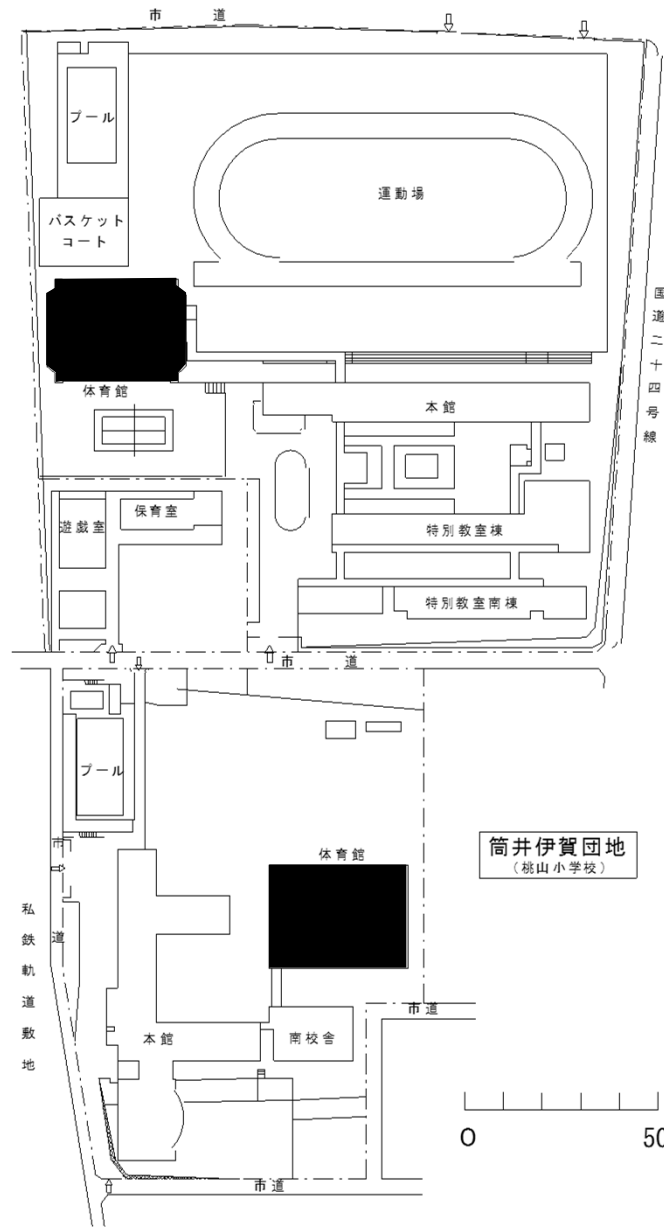 市道
プール
バスケット
コート
運動場
国道二十四号線
体育館
本館
遊戯室
保育室
特別教室棟
特別教室南棟
市道
プール
体育館
筒井伊賀団地
（桃山小学校）
市道
私鉄軌道敷地
市道
本館
南校舎
0
50
市道